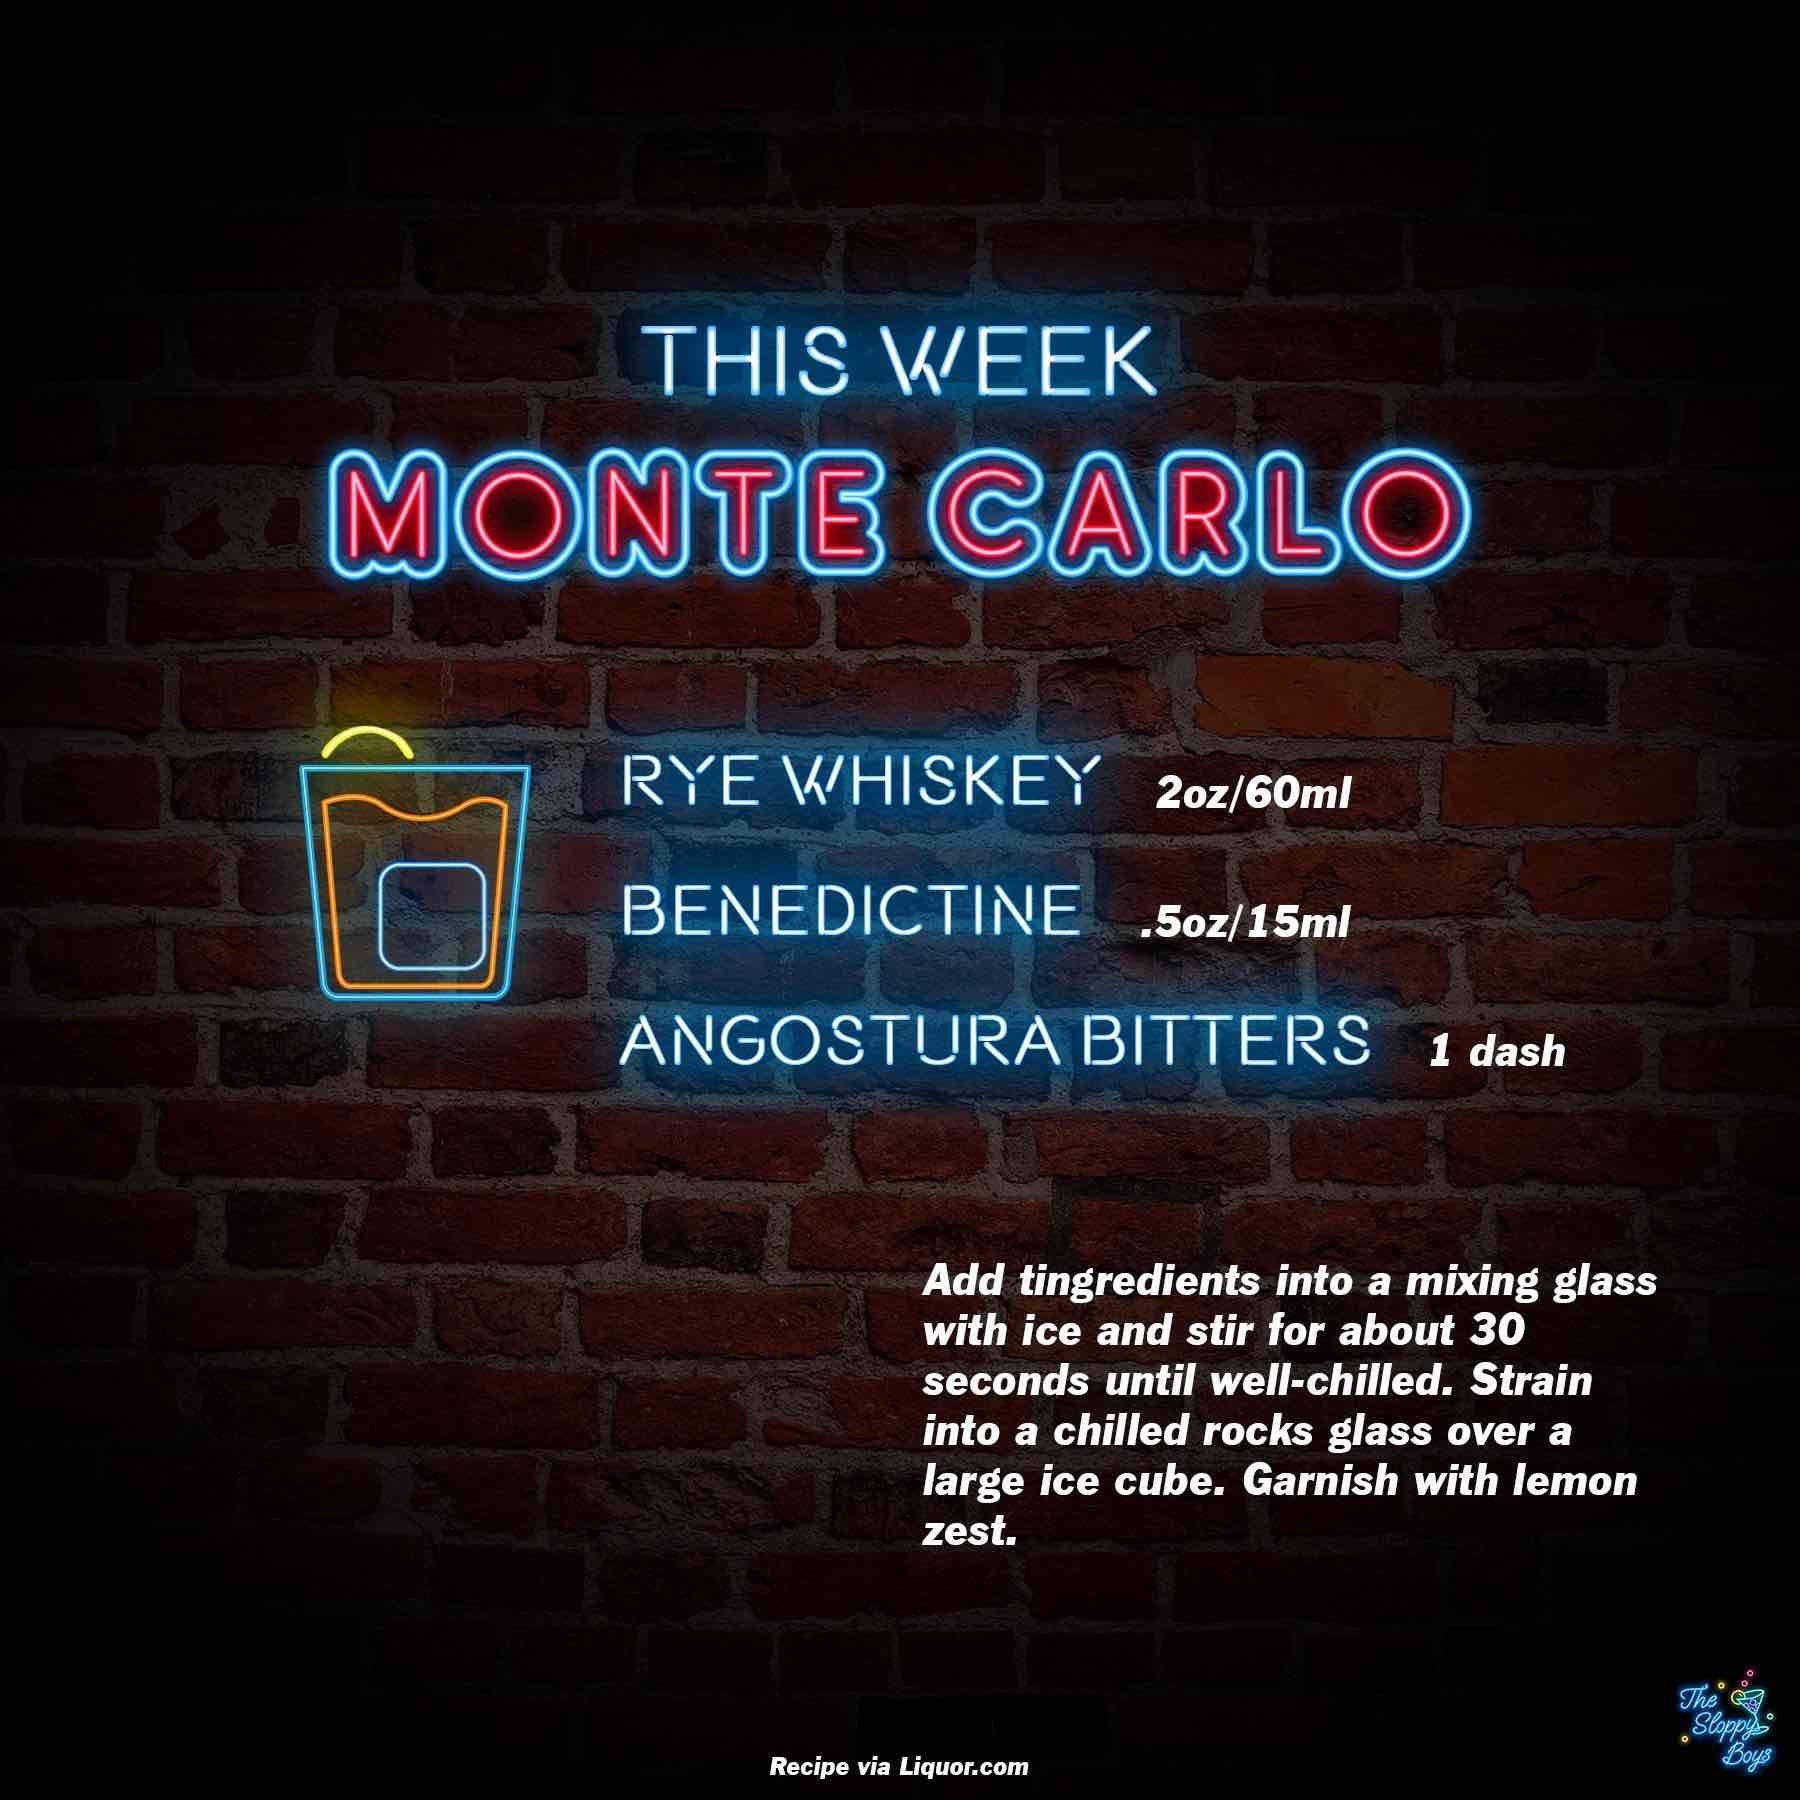 THIS WEEK
MONTE CARLO
RYE WHISKEY 2oz/60ml
BENEDICTINE .5oz/15ml
ANGOSTURA BITTERS 1 dash
Add tingredients into a mixing glass
with ice and stir for about 30
seconds until well-chilled. Strain
into a chilled rocks glass over a
large ice cube. Garnish with lemon
zest.
The
Sloppy
Boys
Recipe via Liquor.com